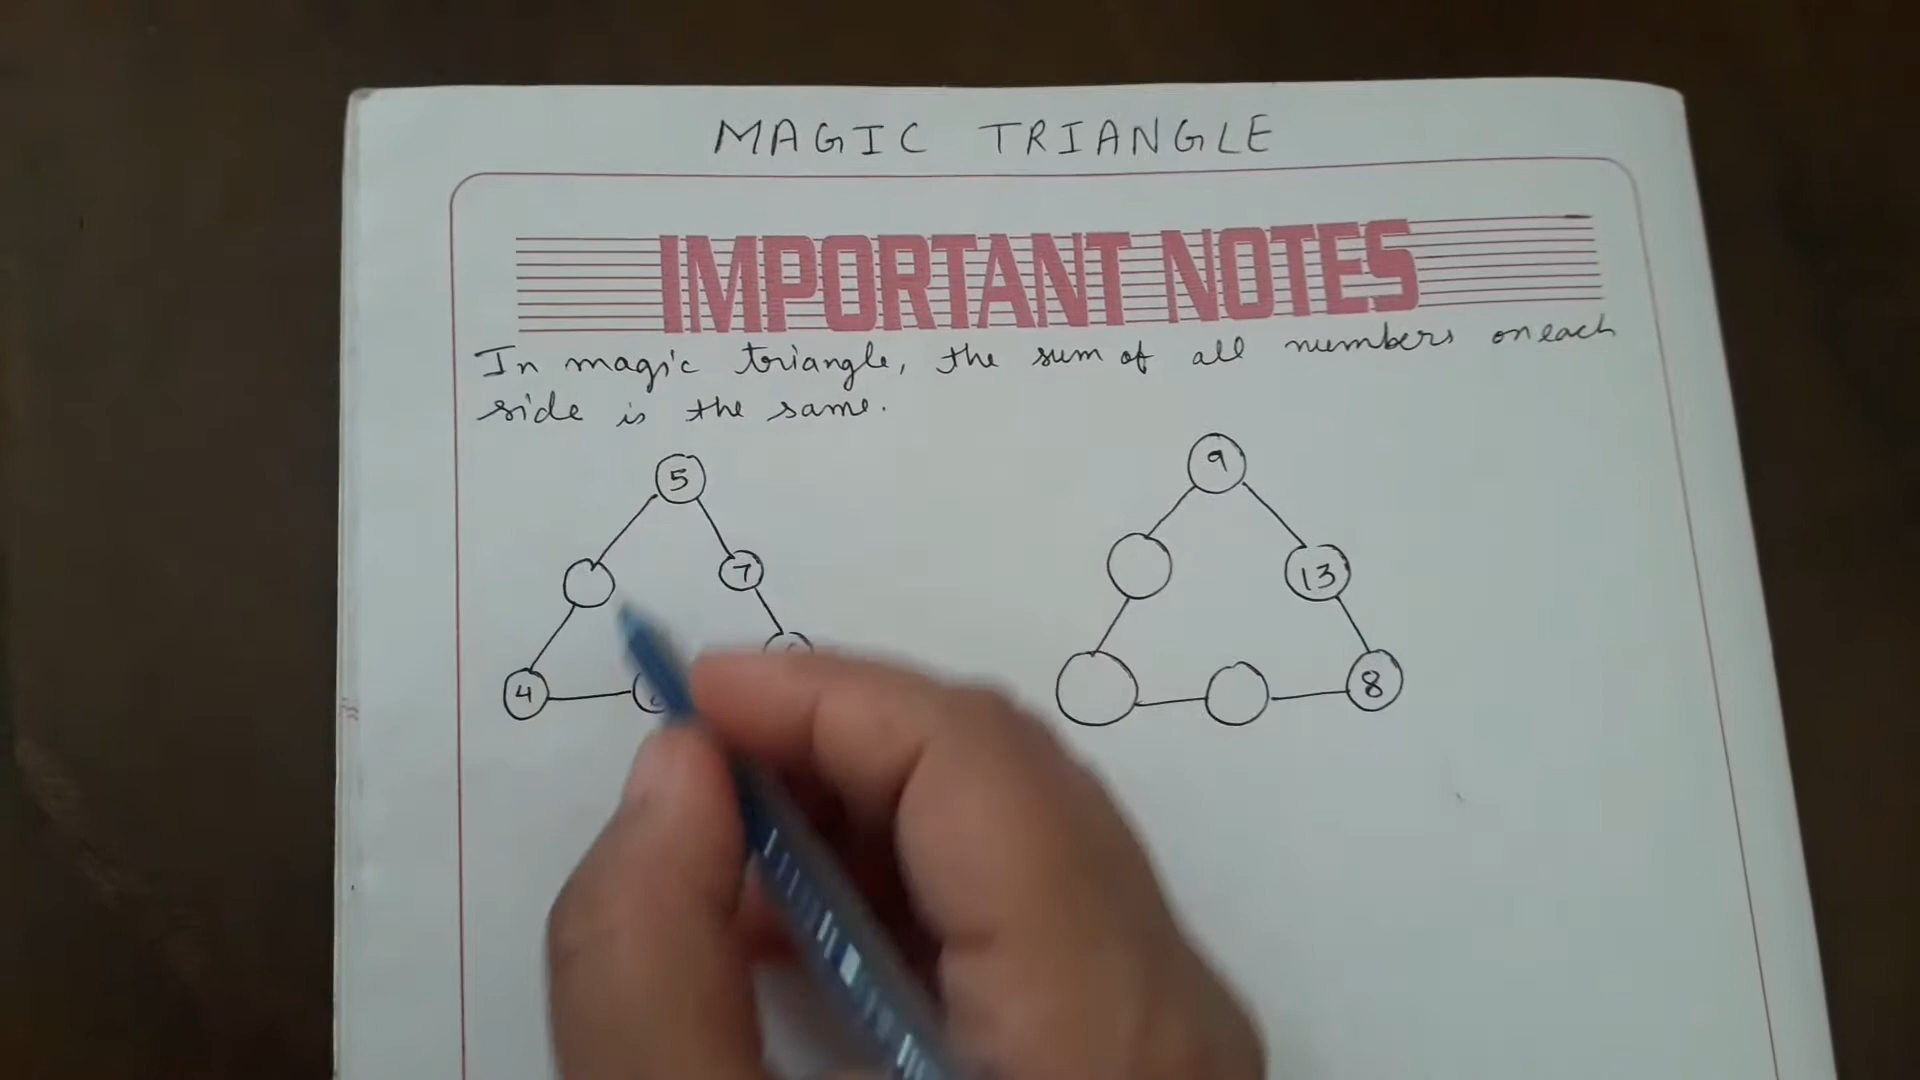 MAGIC TRIANGLE
IMPORTANT NOTES
In magic triangle, the sum of all numbers on each
side is the same.
5
9
7
13
4
8